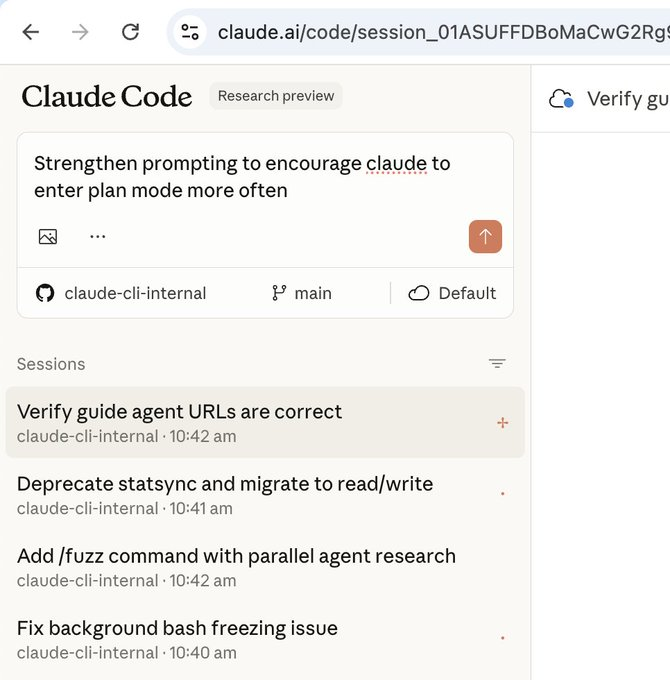 claude.ai/code/session_01ASUFFDBoMaCwG2Rg
Claude Code
Research preview
Verify gu
Strengthen prompting to encourage claude to
enter plan mode more often
...
claude-cli-internal
main
Default
Sessions
Verify guide agent URLs are correct
claude-cli-internal · 10:42 am
Deprecate statsync and migrate to read/write
claude-cli-internal · 10:41 am
Add /fuzz command with parallel agent research
claude-cli-internal · 10:42 am
Fix background bash freezing issue
claude-cli-internal · 10:40 am